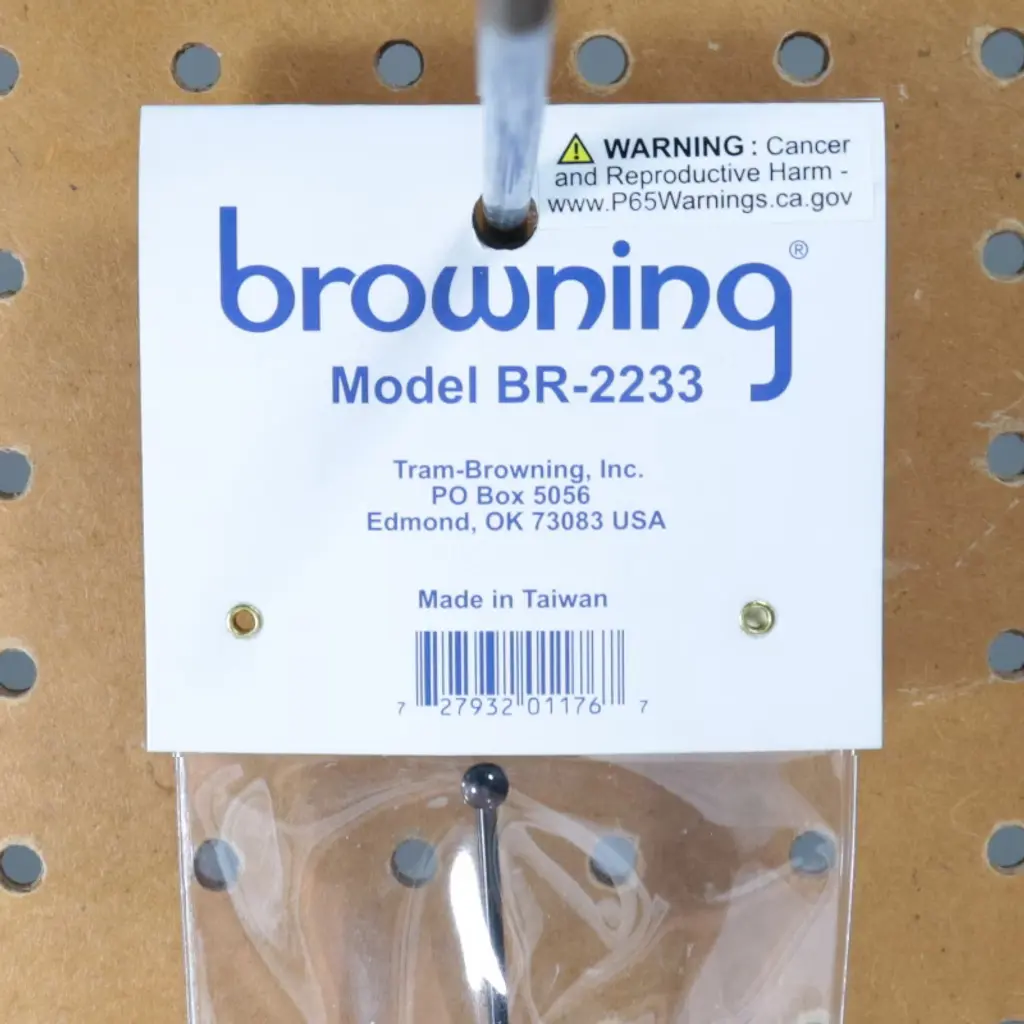 WARNING : Cancer
and Reproductive Harm -
www.P65Warnings.ca.gov
browning®
Model BR-2233
Tram-Browning, Inc.
PO Box 5056
Edmond, OK 73083 USA
Made in Taiwan
7 27932 01176 7